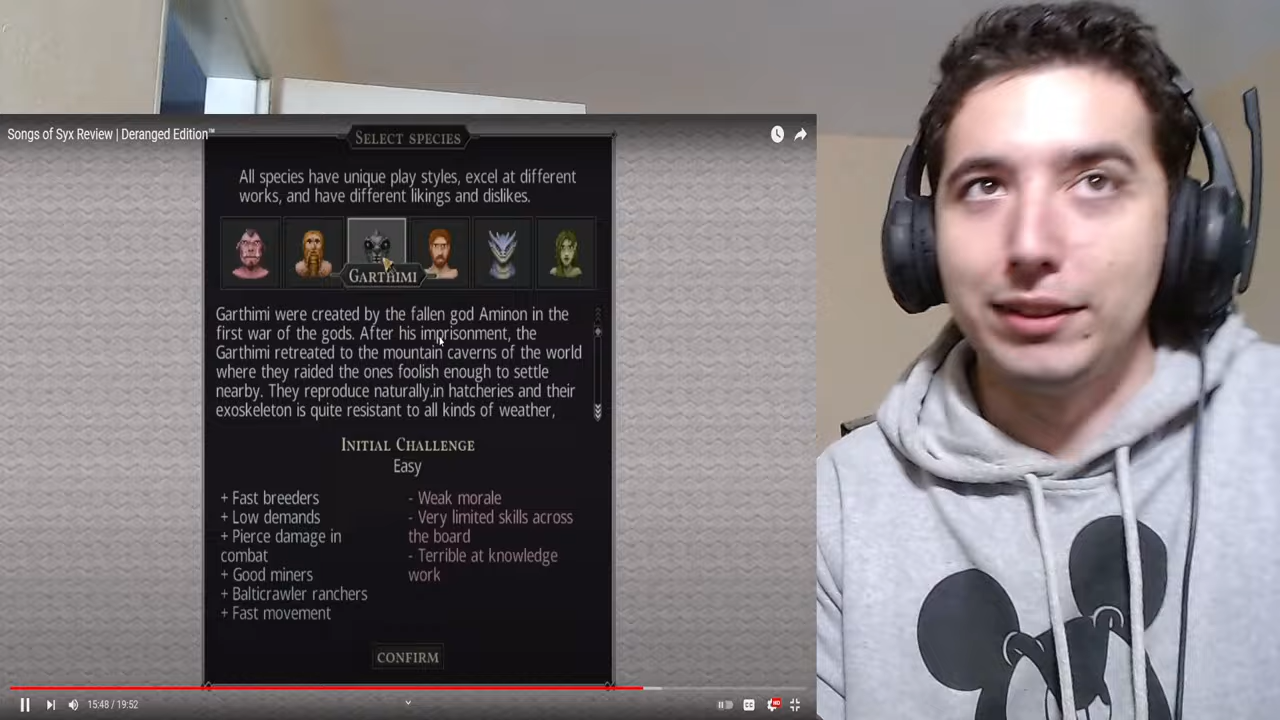 Songs of Syx Review | Deranged Edition™
SELECT SPECIES
All species have unique play styles, excel at different
works, and have different likings and dislikes.
GARTHIMI
Garthimi were created by the fallen god Aminon in the
first war of the gods. After his imprisonment, the
Garthimi retreated to the mountain caverns of the world
where they raided the ones foolish enough to settle
nearby. They reproduce naturally.in hatcheries and their
exoskeleton is quite resistant to all kinds of weather,
INITIAL CHALLENGE
Easy
+ Fast breeders
+ Low demands
+ Pierce damage in
combat
+ Good miners
+ Balticrawler ranchers
+ Fast movement
- Weak morale
- Very limited skills across
the board
- Terrible at knowledge
work
CONFIRM
15:48 / 19:52
CC
HD